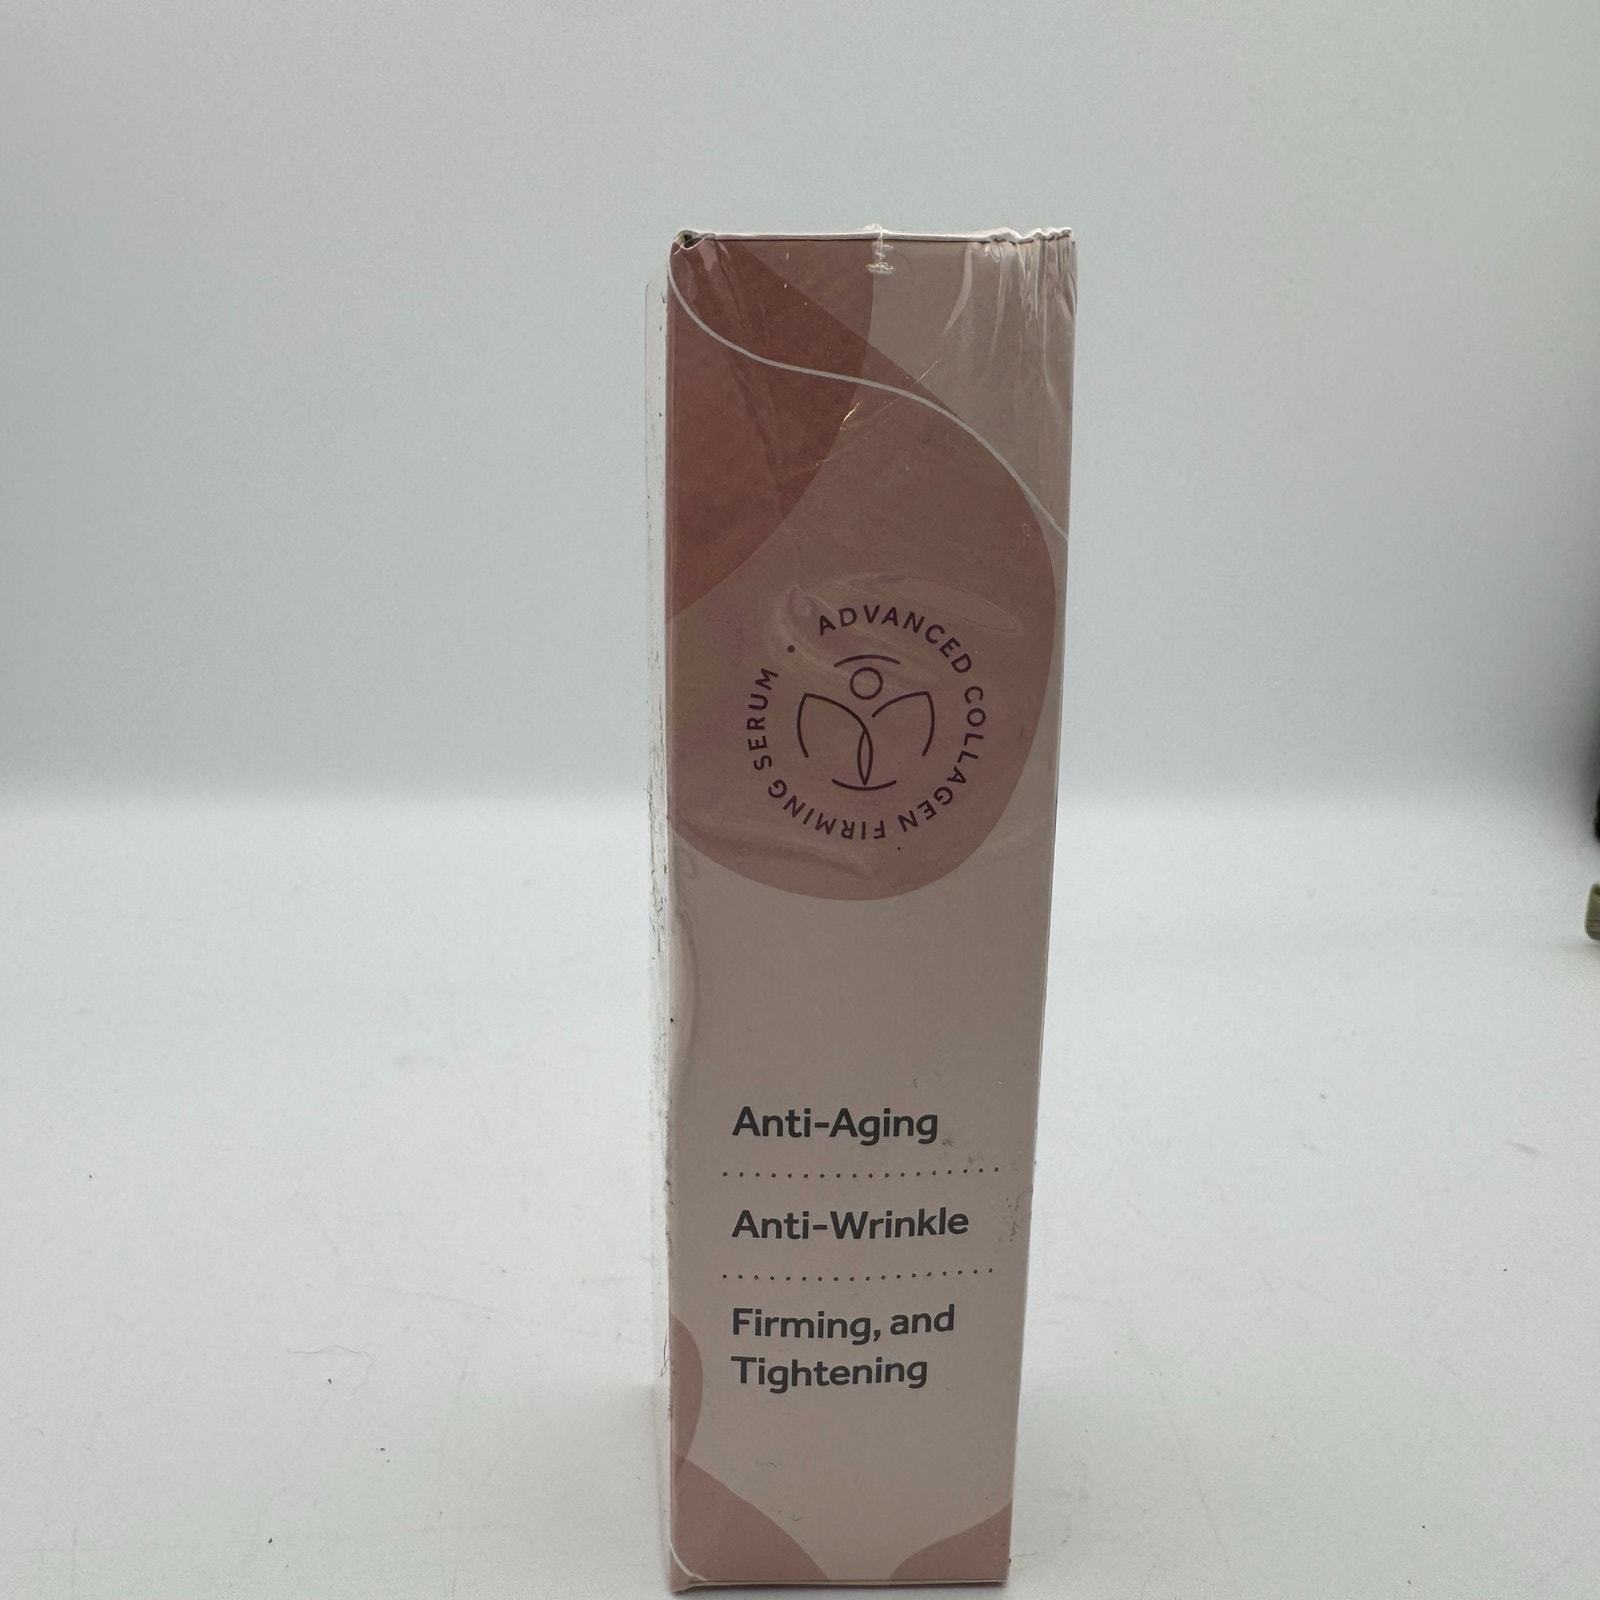 ADVANCED COLLAGEN FIRMING SERUM •
Anti-Aging
Anti-Wrinkle
Firming, and
Tightening